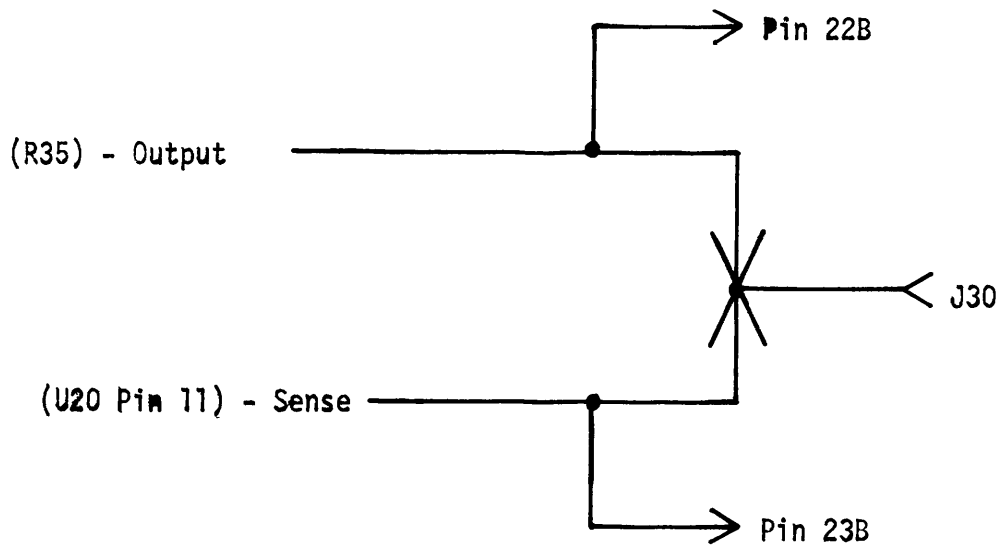 Pin 22B
(R35) - Output
J30
(U20 Pin 11) - Sense
Pin 23B